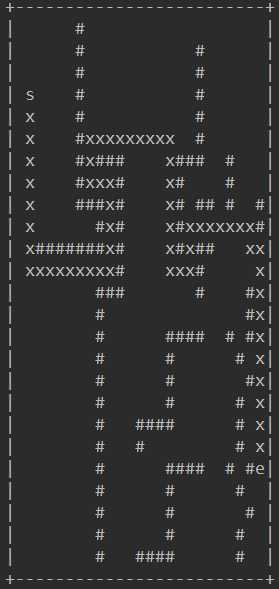 +-------------------------+
|      #                  |
|      #           #      |
|      #           #      |
| s    #           #      |
| x    #           #      |
| x    #xxxxxxxxx  #      |
| x    #x###    x###  #   |
| x    #xxx#    x#    #   |
| x    ###x#    x# ## #  #|
| x      #x#    x#xxxxxxx#|
| x#######x#    x#x##   xx|
| xxxxxxxxx#    xxx#     x|
|        ###       #    #x|
|        #              #x|
|        #      ####  # #x|
|        #      #      # x|
|        #      #       #x|
|        #      #      # x|
|        #   ####      # x|
|        #   #         # x|
|        #      ####  # #e|
|        #      #      #  |
|        #      #       # |
|        #      #      #  |
|        #   ####      #  |
+-------------------------+